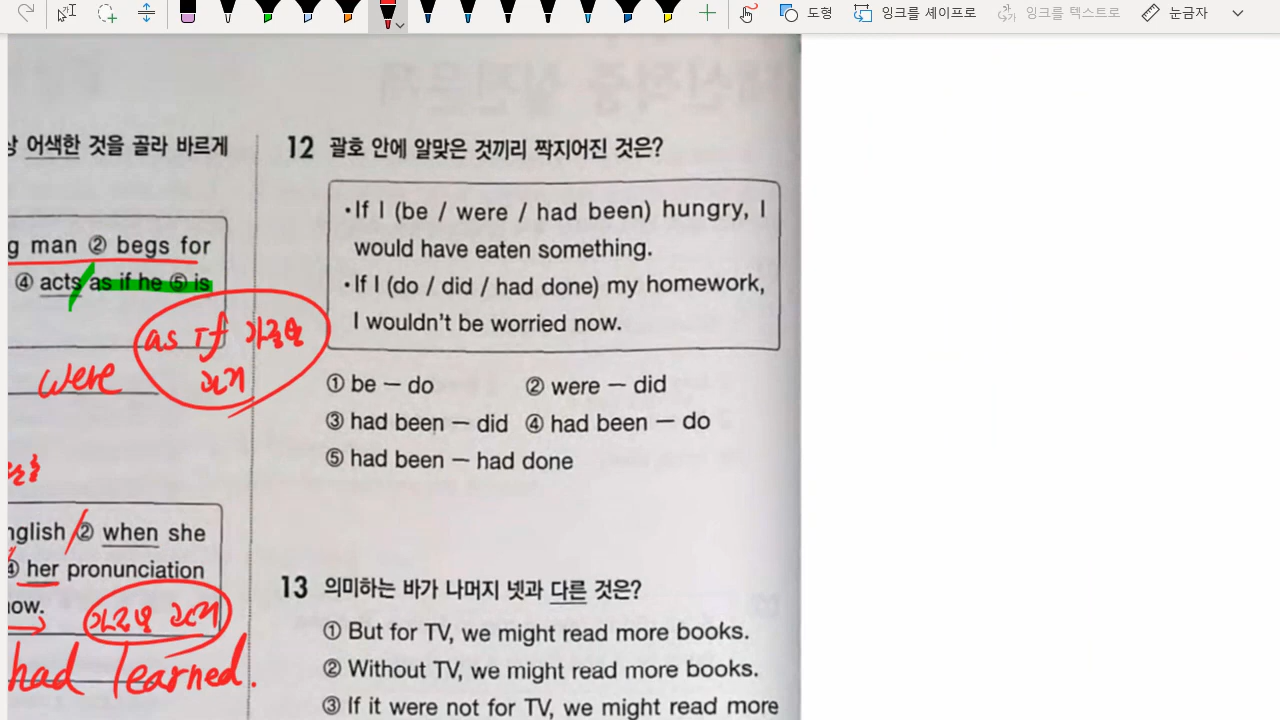 도형
잉크를 셰이프로
잉크를 텍스트로
눈금자
상 어색한 것을 골라 바르게
g man ② begs for
④ acts as if he ⑤ is
as if 가정법
과거
were
nglish ② when she
④ her pronunciation
now.
가정법 과거
had learned.
12 괄호 안에 알맞은 것끼리 짝지어진 것은?
•If I (be / were / had been) hungry, I
would have eaten something.
•If I (do / did / had done) my homework,
I wouldn't be worried now.
① be – do ② were – did
③ had been – did ④ had been – do
⑤ had been – had done
13 의미하는 바가 나머지 넷과 다른 것은?
① But for TV, we might read more books.
② Without TV, we might read more books.
③ If it were not for TV, we might read more